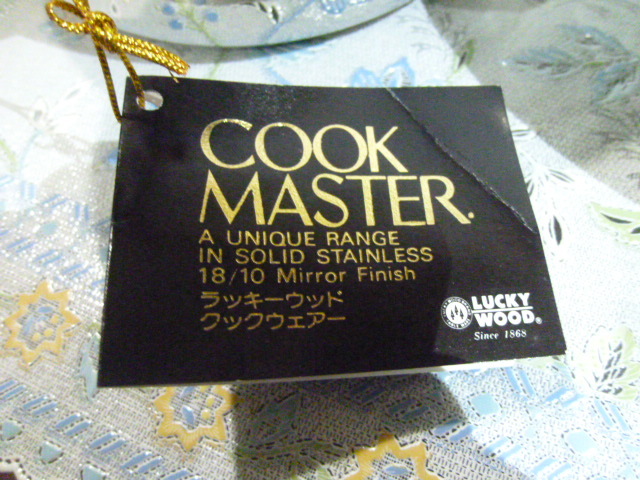 COOK
MASTER.
A UNIQUE RANGE
IN SOLID STAINLESS
18/10 Mirror Finish
ラッキーウッド
クックウェアー
LUCKY
WOOD®
Since 1868